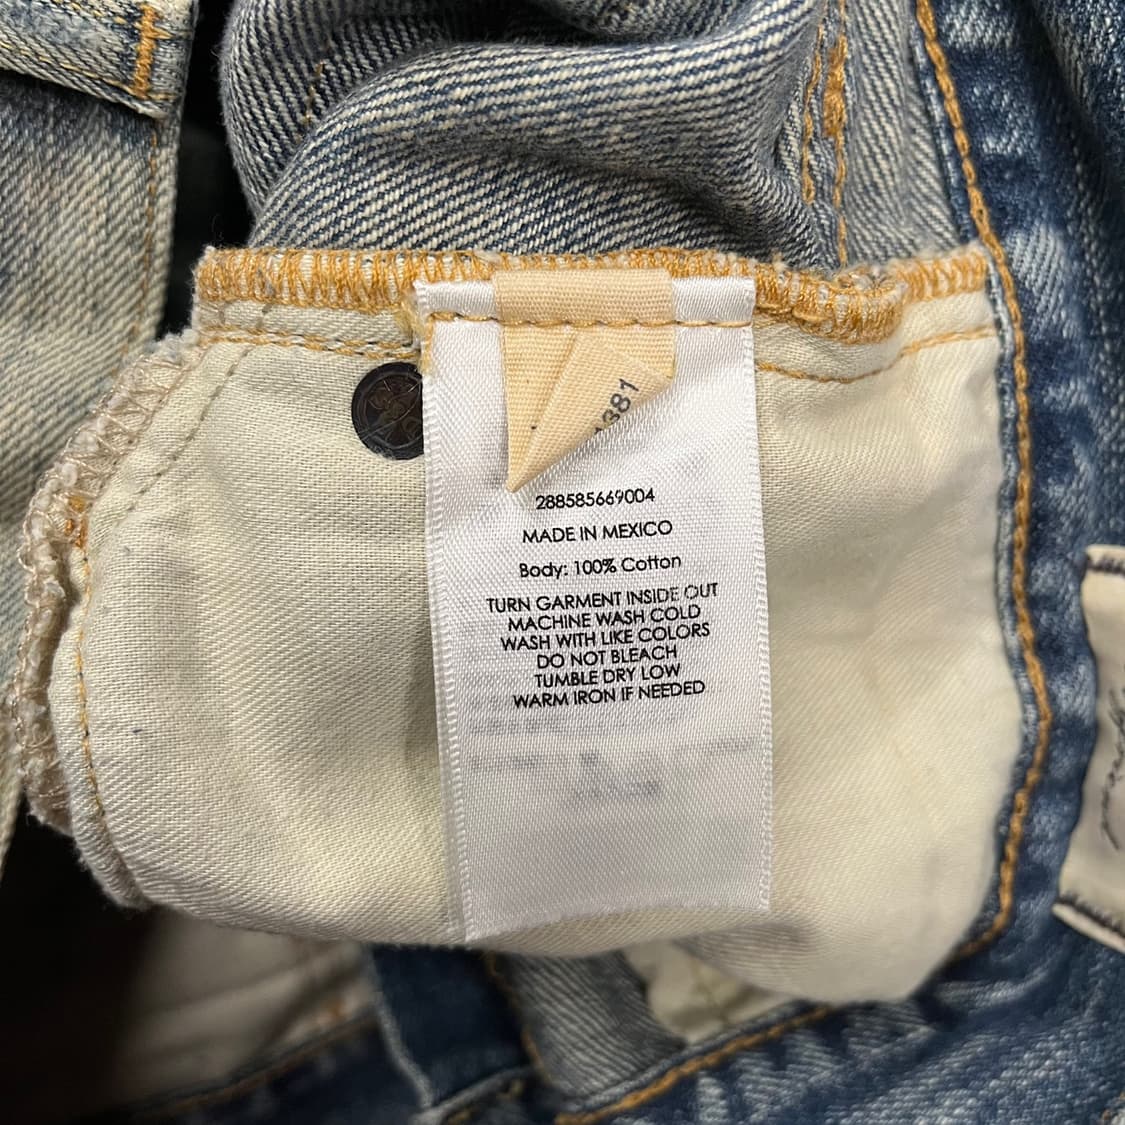 381
288585669004
MADE IN MEXICO
Body: 100% Cotton
TURN GARMENT INSIDE OUT
MACHINE WASH COLD
WASH WITH LIKE COLORS
DO NOT BLEACH
TUMBLE DRY LOW
WARM IRON IF NEEDED